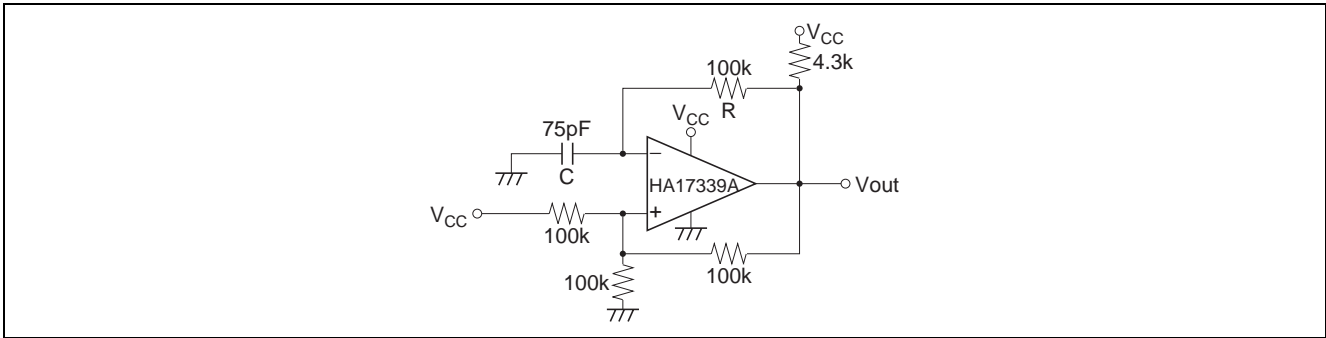 VCC
4.3k
100k
R
VCC
75pF
C
−
HA17339A
Vout
VCC
+
100k
100k
100k